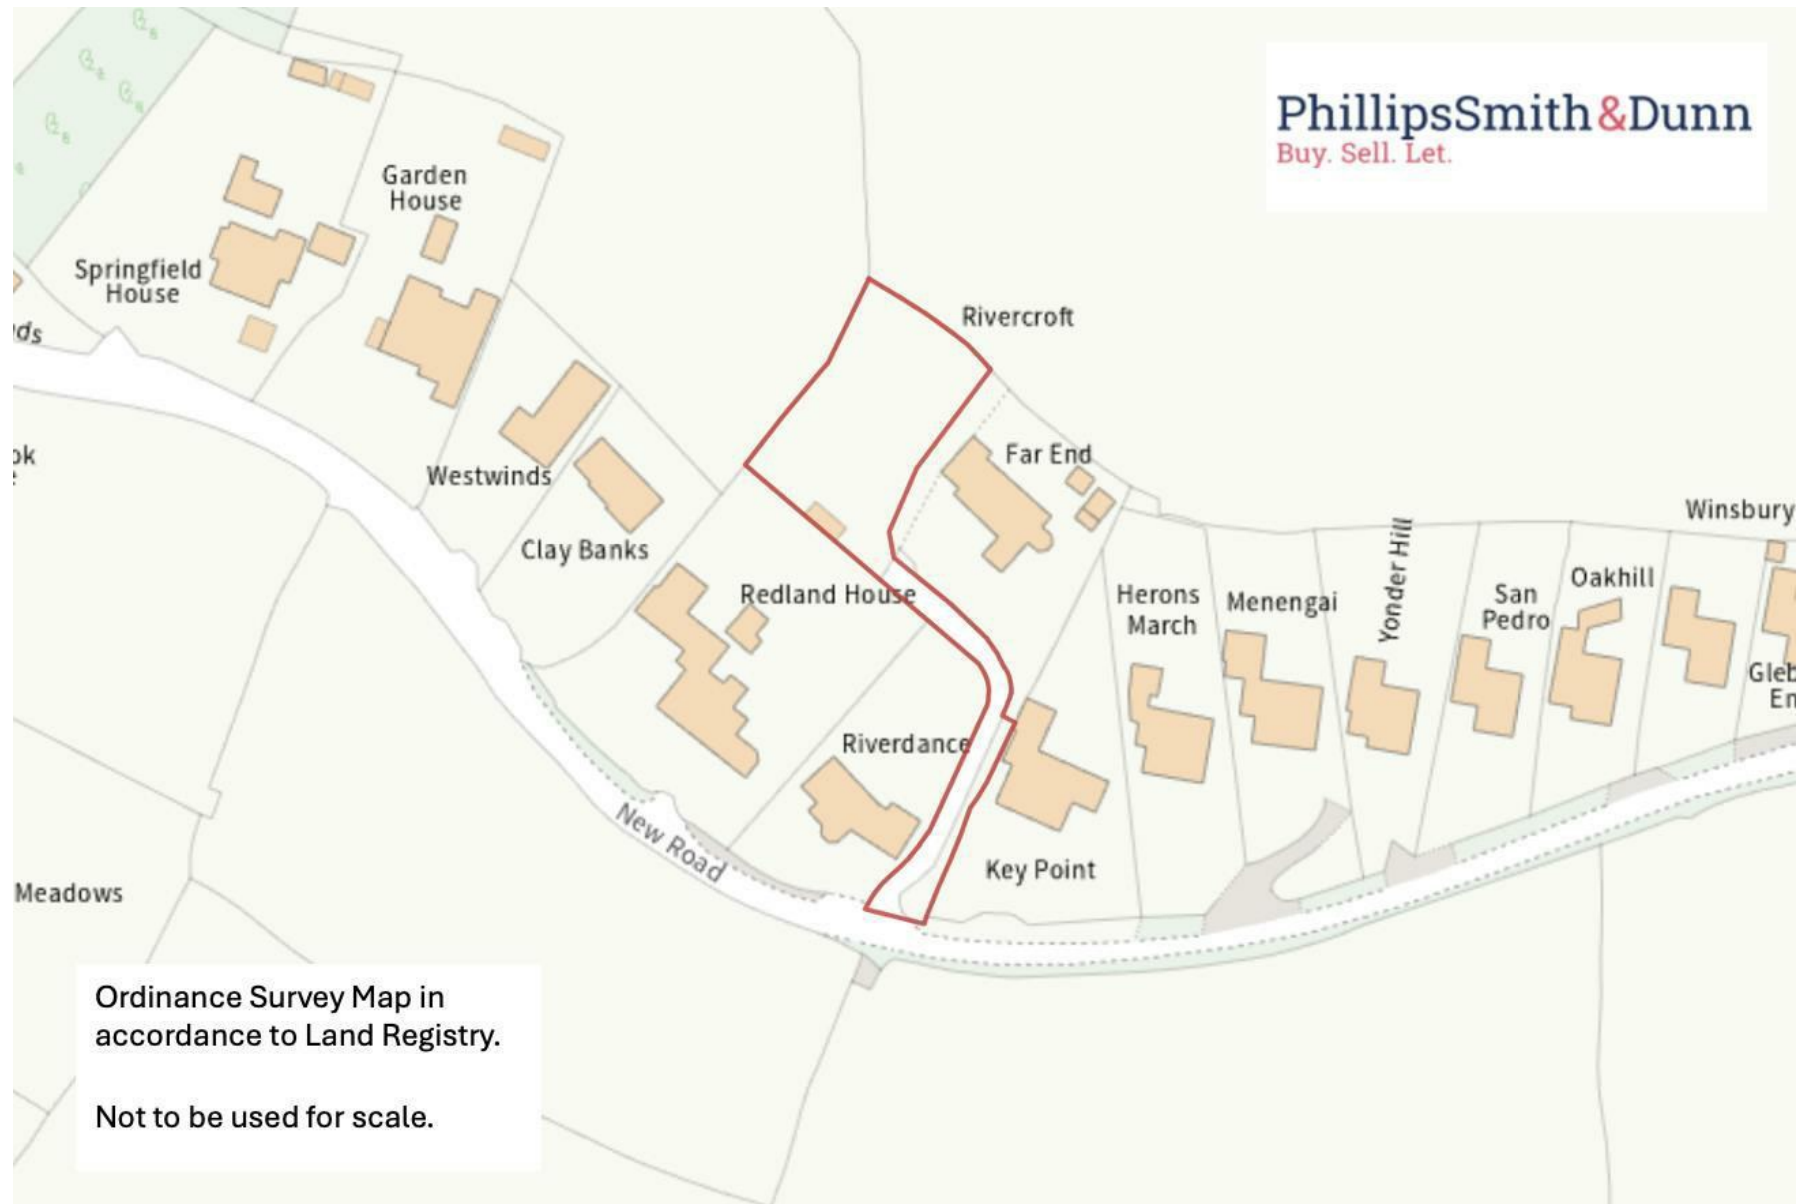 PhillipsSmith&Dunn
Buy. Sell. Let.
Garden
House
Springfield
House
Rivercroft
Westwinds
Far End
Clay Banks
Winsbury
Redland House
Herons
March
Menengai
Yonder Hill
San
Pedro
Oakhill
Riverdance
New Road
Key Point
Meadows
Ordinance Survey Map in
accordance to Land Registry.
Not to be used for scale.